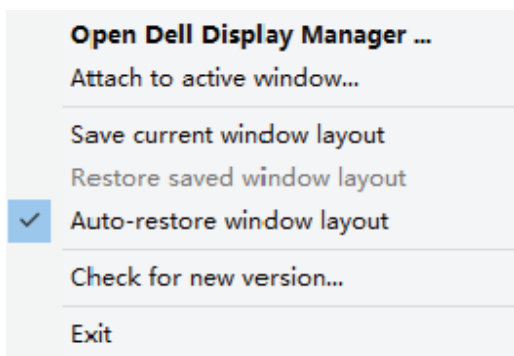 Open Dell Display Manager ...
Attach to active window...
Save current window layout
Restore saved window layout
Auto-restore window layout
Check for new version...
Exit